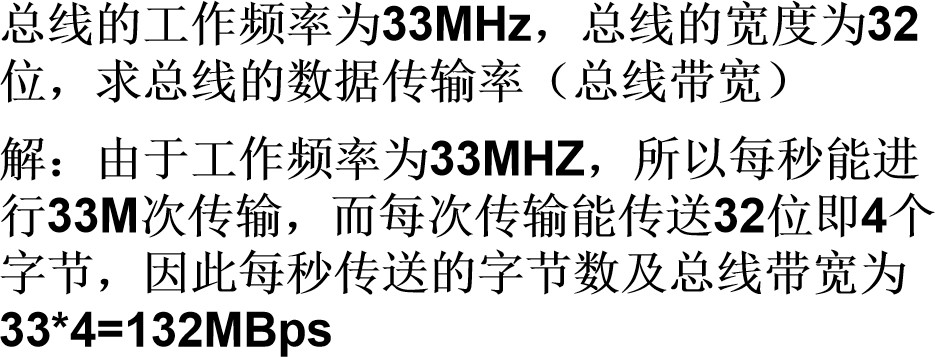 总线的工作频率为33MHz，总线的宽度为32
位，求总线的数据传输率（总线带宽）
解：由于工作频率为33MHZ，所以每秒能进
行33M次传输，而每次传输能传送32位即4个
字节，因此每秒传送的字节数及总线带宽为
33*4=132MBps